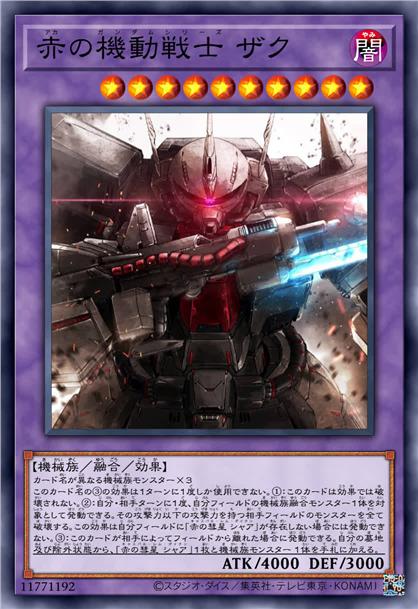 赤の機動戦士 ザク
アカ ガンダムシリーズ
闇
やみ
【機械族／融合／効果】
カード名が異なる機械族モンスター×3
このカード名の③の効果は1ターンに1度しか使用できない。①:このカードは効果では破
壊されない。②:自分・相手ターンに1度、自分フィールドの機械族融合モンスター1体を対
象として発動できる。その攻撃力以下の攻撃力を持つ相手フィールドのモンスターを全て
破壊する。この効果は自分フィールドに「赤の彗星 シャア」が存在しない場合には発動でき
ない。③:このカードが相手によってフィールドから離れた場合に発動できる。自分の墓地
及び除外状態から、「赤の彗星 シャア」1枚と機械族モンスター1体を手札に加える。
ATK/4000 DEF/3000
11771192
©スタジオ・ダイス／集英社・テレビ東京・KONAMI